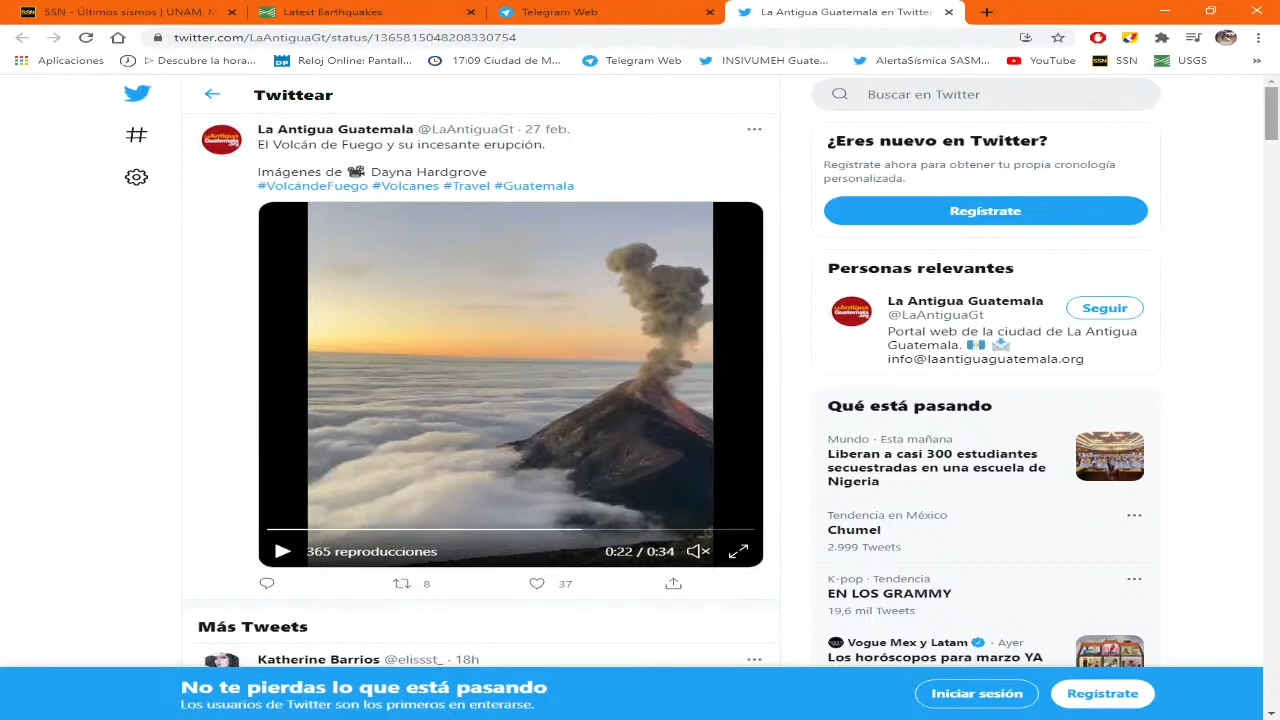 SSN - Últimos sismos | UNAM, M
Latest Earthquakes
Telegram Web
La Antigua Guatemala en Twitter
twitter.com/LaAntiguaGt/status/1365815048208330754
Aplicaciones
▷ Descubre la hora...
DP
Reloj Online: Pantall...
17:09 Ciudad de M...
Telegram Web
INSIVUMEH Guate...
AlertaSísmica SASM...
YouTube
SSN
SSN
USGS
»
Twittear
Buscar en Twitter
La Antigua Guatemala @LaAntiguaGt · 27 feb.
El Volcán de Fuego y su incesante erupción.
Imágenes de 📽 Dayna Hardgrove
#VolcándeFuego #Volcanes #Travel #Guatemala
365 reproducciones
0:22 / 0:34
8
37
Más Tweets
Katherine Barrios @elissst_ · 18h
¿Eres nuevo en Twitter?
Regístrate ahora para obtener tu propia cronología
personalizada.
Regístrate
Personas relevantes
La Antigua Guatemala
@LaAntiguaGt
Seguir
Portal web de la ciudad de La Antigua
Guatemala. 🇬🇹 📩
info@laantiguaguatemala.org
Qué está pasando
Mundo · Esta mañana
Liberan a casi 300 estudiantes
secuestradas en una escuela de
Nigeria
Tendencia en México
Chumel
2.999 Tweets
K-pop · Tendencia
EN LOS GRAMMY
19,6 mil Tweets
Vogue Mex y Latam · Ayer
Los horóscopos para marzo YA
No te pierdas lo que está pasando
Los usuarios de Twitter son los primeros en enterarse.
Iniciar sesión
Regístrate